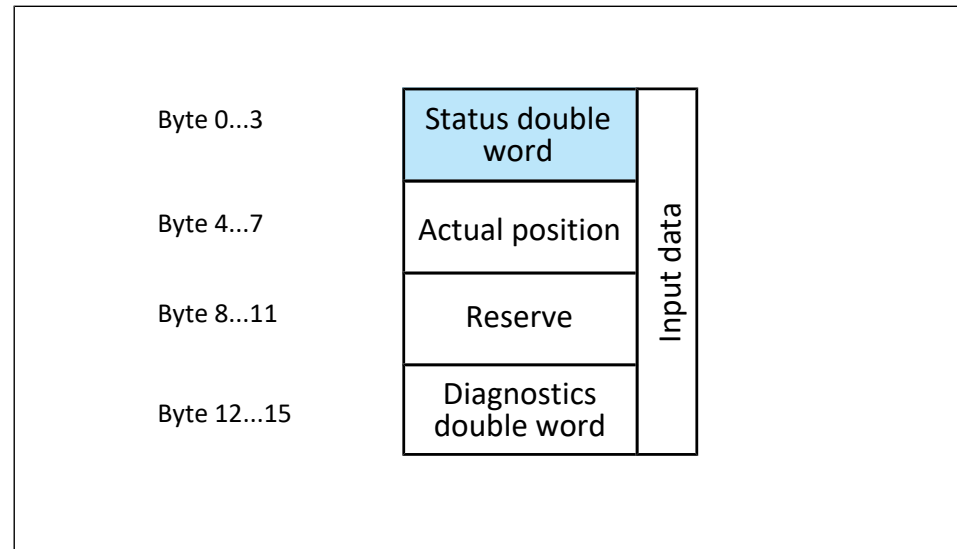 Byte 0...3
Status double
word
Byte 4...7
Actual position
Byte 8...11
Reserve
Byte 12...15
Diagnostics
double word
Input data